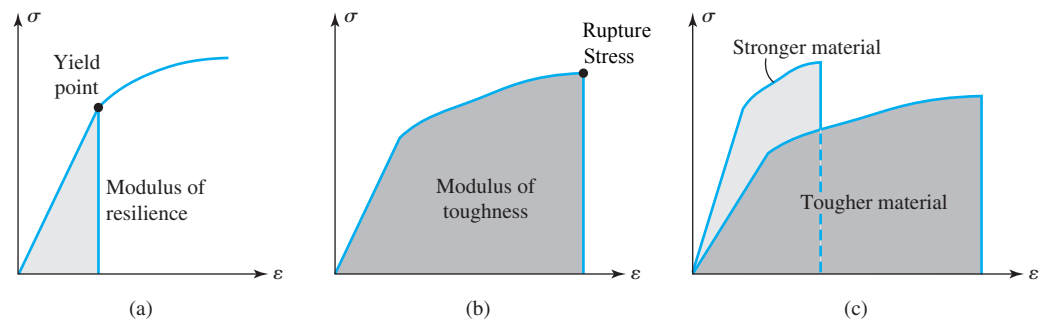 σ
Yield
point
Modulus of
resilience
ε
(a)
σ
Rupture
Stress
Modulus of
toughness
ε
(b)
σ
Stronger material
Tougher material
ε
(c)